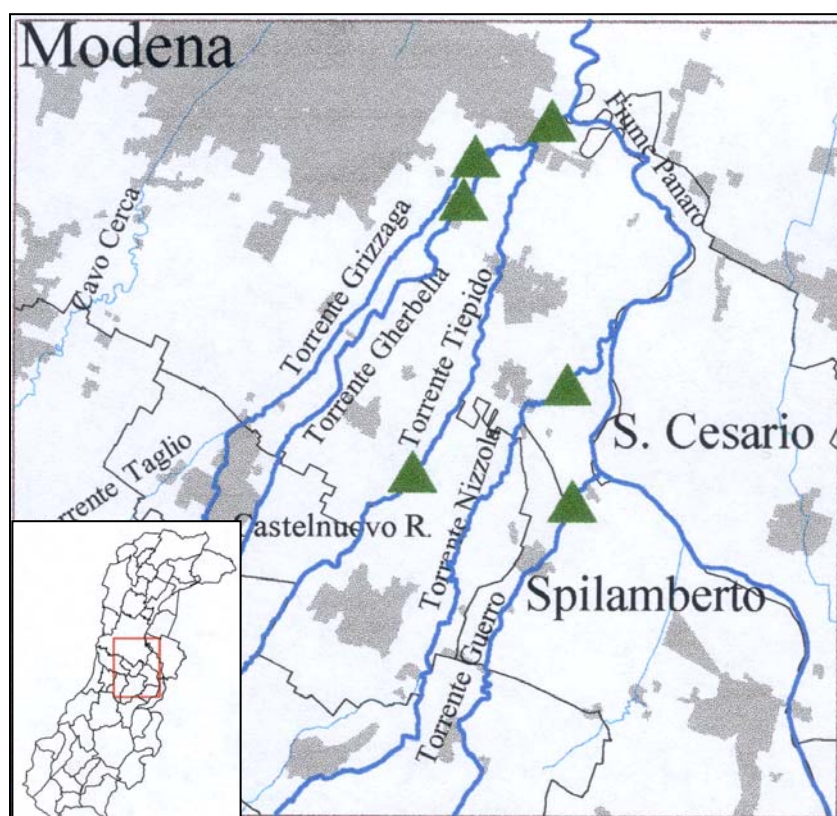 Modena
Fiume Panaro
Cavo Cerca
Torrente Grizzaga
Torrente Gherbella
Torrente Tiepido
S. Cesario
Taglio
Torrente Nizzola
Castelnuovo R.
Spilamberto
Torrente Guerro